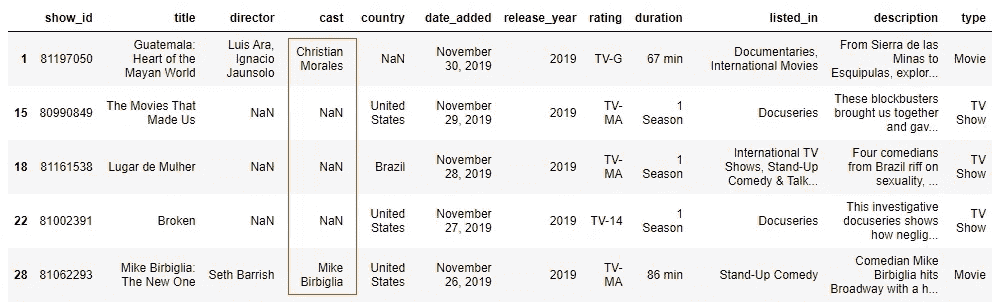 show_id title director cast country date_added release_year rating duration listed_in description type
1 81197050 Guatemala: Heart of the Mayan World Luis Ara, Ignacio Jaunsolo Christian Morales NaN November 30, 2019 2019 TV-G 67 min Documentaries, International Movies From Sierra de las Minas to Esquipulas, explor... Movie
15 80990849 The Movies That Made Us NaN NaN United States November 29, 2019 2019 TV-MA 1 Season Docuseries These blockbusters brought us together and gav... TV Show
18 81161538 Lugar de Mulher NaN NaN Brazil November 28, 2019 2019 TV-MA 1 Season International TV Shows, Stand-Up Comedy & Talk... Four comedians from Brazil riff on sexuality, ... TV Show
22 81002391 Broken NaN NaN United States November 27, 2019 2019 TV-14 1 Season Docuseries This investigative docuseries shows how neglig... TV Show
28 81062293 Mike Birbiglia: The New One Seth Barrish Mike Birbiglia United States November 26, 2019 2019 TV-MA 86 min Stand-Up Comedy Comedian Mike Birbiglia hits Broadway with a h... Movie